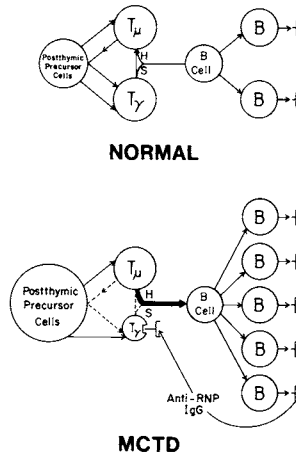 Tμ
Postthymic
Precursor
Cells
H
S
Tγ
B
Cell
B
B
NORMAL
Postthymic
Precursor
Cells
Tμ
H
S
Tγ
B
Cell
B
B
B
B
B
Anti-RNP
IgG
MCTD